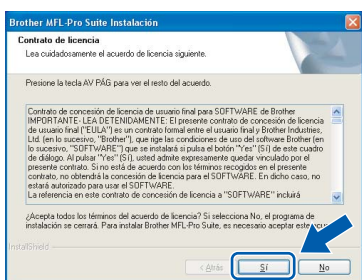 Brother MFL-Pro Suite Instalación
Contrato de licencia
Lea cuidadosamente el acuerdo de licencia siguiente.
Presione la tecla AV PÁG para ver el resto del acuerdo.
Contrato de concesión de licencia de usuario final para SOFTWARE de Brother
IMPORTANTE- LEA DETENIDAMENTE: El presente contrato de concesión de licencia
de usuario final ("EULA") es un contrato formal entre el usuario final y Brother Industries,
Ltd. (en lo sucesivo, "Brother"), que rige las condiciones de uso del software Brother (en
lo sucesivo, "SOFTWARE") que se instalará si pulsa el botón "Yes" (Sí) de este cuadro
de diálogo. Al pulsar "Yes" (Sí), usted admite expresamente quedar vinculado por el
presente contrato. Si no está de acuerdo con los términos recogidos en el presente
contrato, no obtendrá la concesión de licencia para el SOFTWARE. En dicho caso, no
estará autorizado para usar el SOFTWARE.
La referencia en este contrato de concesión de licencia a "SOFTWARE" incluirá
¿Acepta todos los términos del acuerdo de licencia? Si selecciona No, el programa de
instalación se cerrará. Para instalar Brother MFL-Pro Suite, es necesario aceptar este
InstallShield
< Atrás Sí No